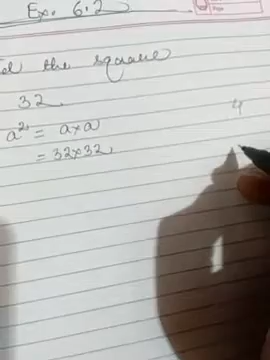 Ex. 6.2
the square
32
a² = a×a
= 32×32
4